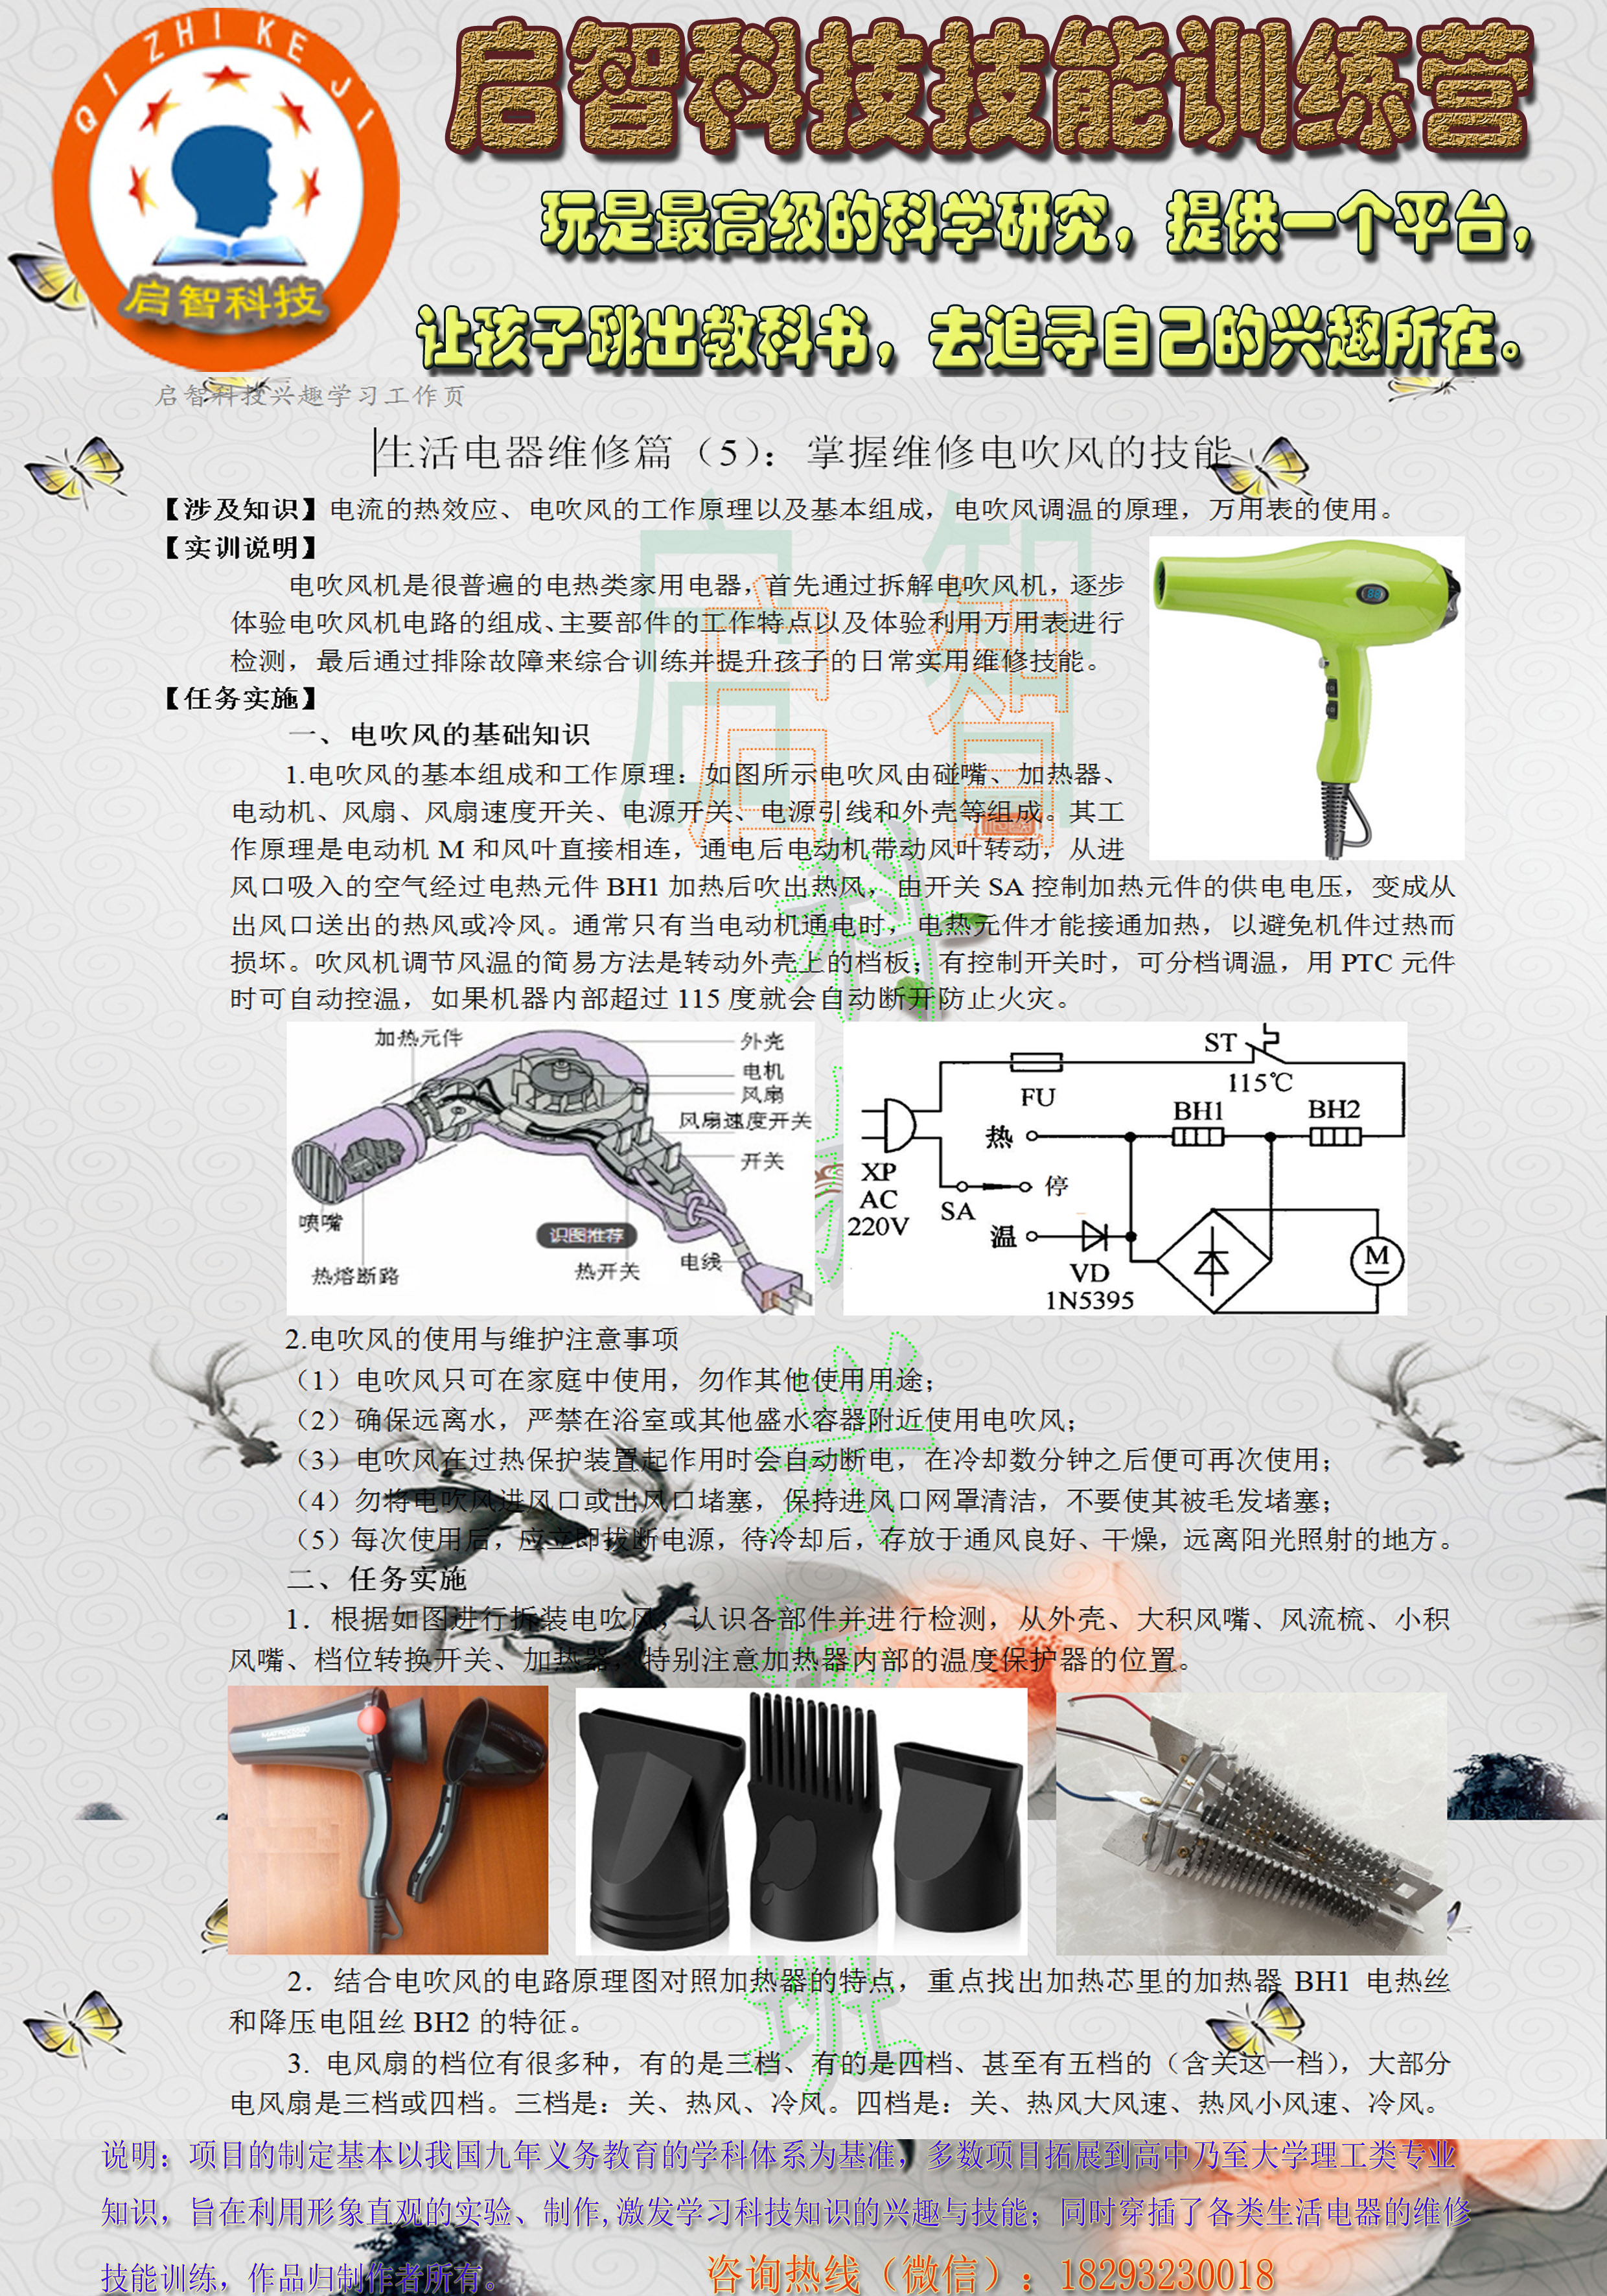 QI ZHI KE JI
启智科技
启智科技技能训练营
玩是最高级的科学研究，提供一个平台，
让孩子跳出教科书，去追寻自己的兴趣所在。
启智科技兴趣学习工作页
生活电器维修篇（5）：掌握维修电吹风的技能
【涉及知识】电流的热效应、电吹风的工作原理以及基本组成，电吹风调温的原理，万用表的使用。
【实训说明】
电吹风机是很普遍的电热类家用电器，首先通过拆解电吹风机，逐步
体验电吹风机电路的组成、主要部件的工作特点以及体验利用万用表进行
检测，最后通过排除故障来综合训练并提升孩子的日常实用维修技能。
【任务实施】
一、电吹风的基础知识
1.电吹风的基本组成和工作原理：如图所示电吹风由碰嘴、加热器、
电动机、风扇、风扇速度开关、电源开关、电源引线和外壳等组成。其工
作原理是电动机 M 和风叶直接相连，通电后电动机带动风叶转动，从进
风口吸入的空气经过电热元件 BH1 加热后吹出热风，由开关 SA 控制加热元件的供电电压，变成从
出风口送出的热风或冷风。通常只有当电动机通电时，电热元件才能接通加热，以避免机件过热而
损坏。吹风机调节风温的简易方法是转动外壳上的档板；有控制开关时，可分档调温，用 PTC 元件
时可自动控温，如果机器内部超过 115 度就会自动断开防止火灾。
加热元件
外壳
电机
风扇
风扇速度开关
开关
喷嘴
识图推荐
热熔断路
热开关
电线
ST
115℃
FU
BH1
BH2
热
XP
AC
220V
SA
停
温
VD
1N5395
M
2.电吹风的使用与维护注意事项
（1）电吹风只可在家庭中使用，勿作其他使用用途；
（2）确保远离水，严禁在浴室或其他盛水容器附近使用电吹风；
（3）电吹风在过热保护装置起作用时会自动断电，在冷却数分钟之后便可再次使用；
（4）勿将电吹风进风口或出风口堵塞，保持进风口网罩清洁，不要使其被毛发堵塞；
（5）每次使用后，应立即拔断电源，待冷却后，存放于通风良好、干燥，远离阳光照射的地方。
二、任务实施
1．根据如图进行拆装电吹风，认识各部件并进行检测，从外壳、大积风嘴、风流梳、小积
风嘴、档位转换开关、加热器，特别注意加热器内部的温度保护器的位置。
2．结合电吹风的电路原理图对照加热器的特点，重点找出加热芯里的加热器 BH1 电热丝
和降压电阻丝 BH2 的特征。
3．电风扇的档位有很多种，有的是三档、有的是四档、甚至有五档的（含关这一档），大部分
电风扇是三档或四档。三档是：关、热风、冷风。四档是：关、热风大风速、热风小风速、冷风。
说明：项目的制定基本以我国九年义务教育的学科体系为基准，多数项目拓展到高中乃至大学理工类专业
知识，旨在利用形象直观的实验、制作,激发学习科技知识的兴趣与技能；同时穿插了各类生活电器的维修
技能训练，作品归制作者所有。
咨询热线（微信）：18293230018